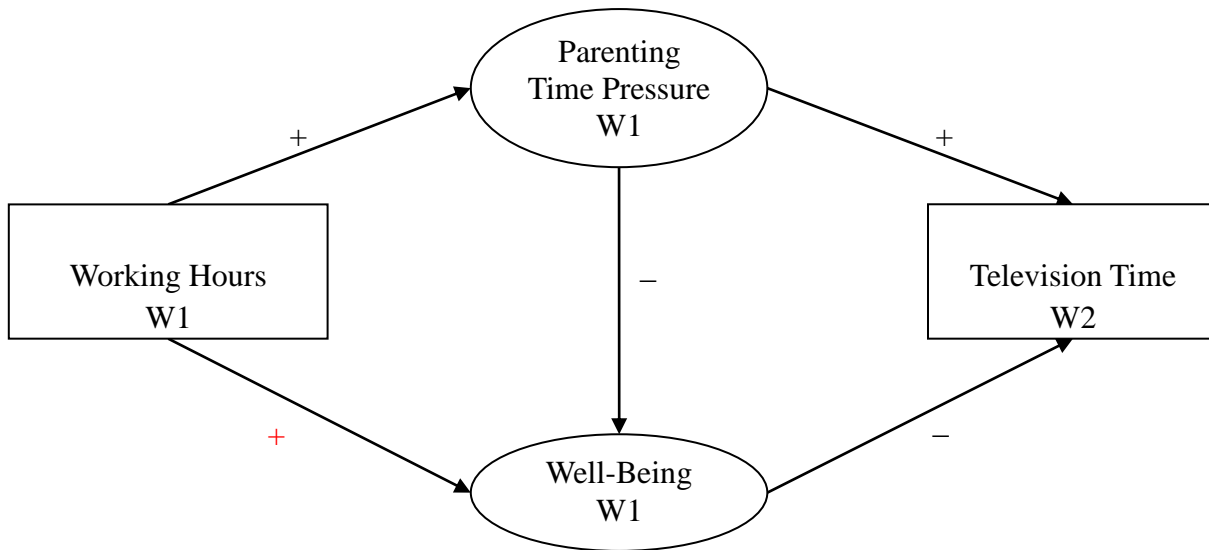 Parenting
Time Pressure
W1
+
+
Working Hours
W1
Television Time
W2
–
+
–
Well-Being
W1